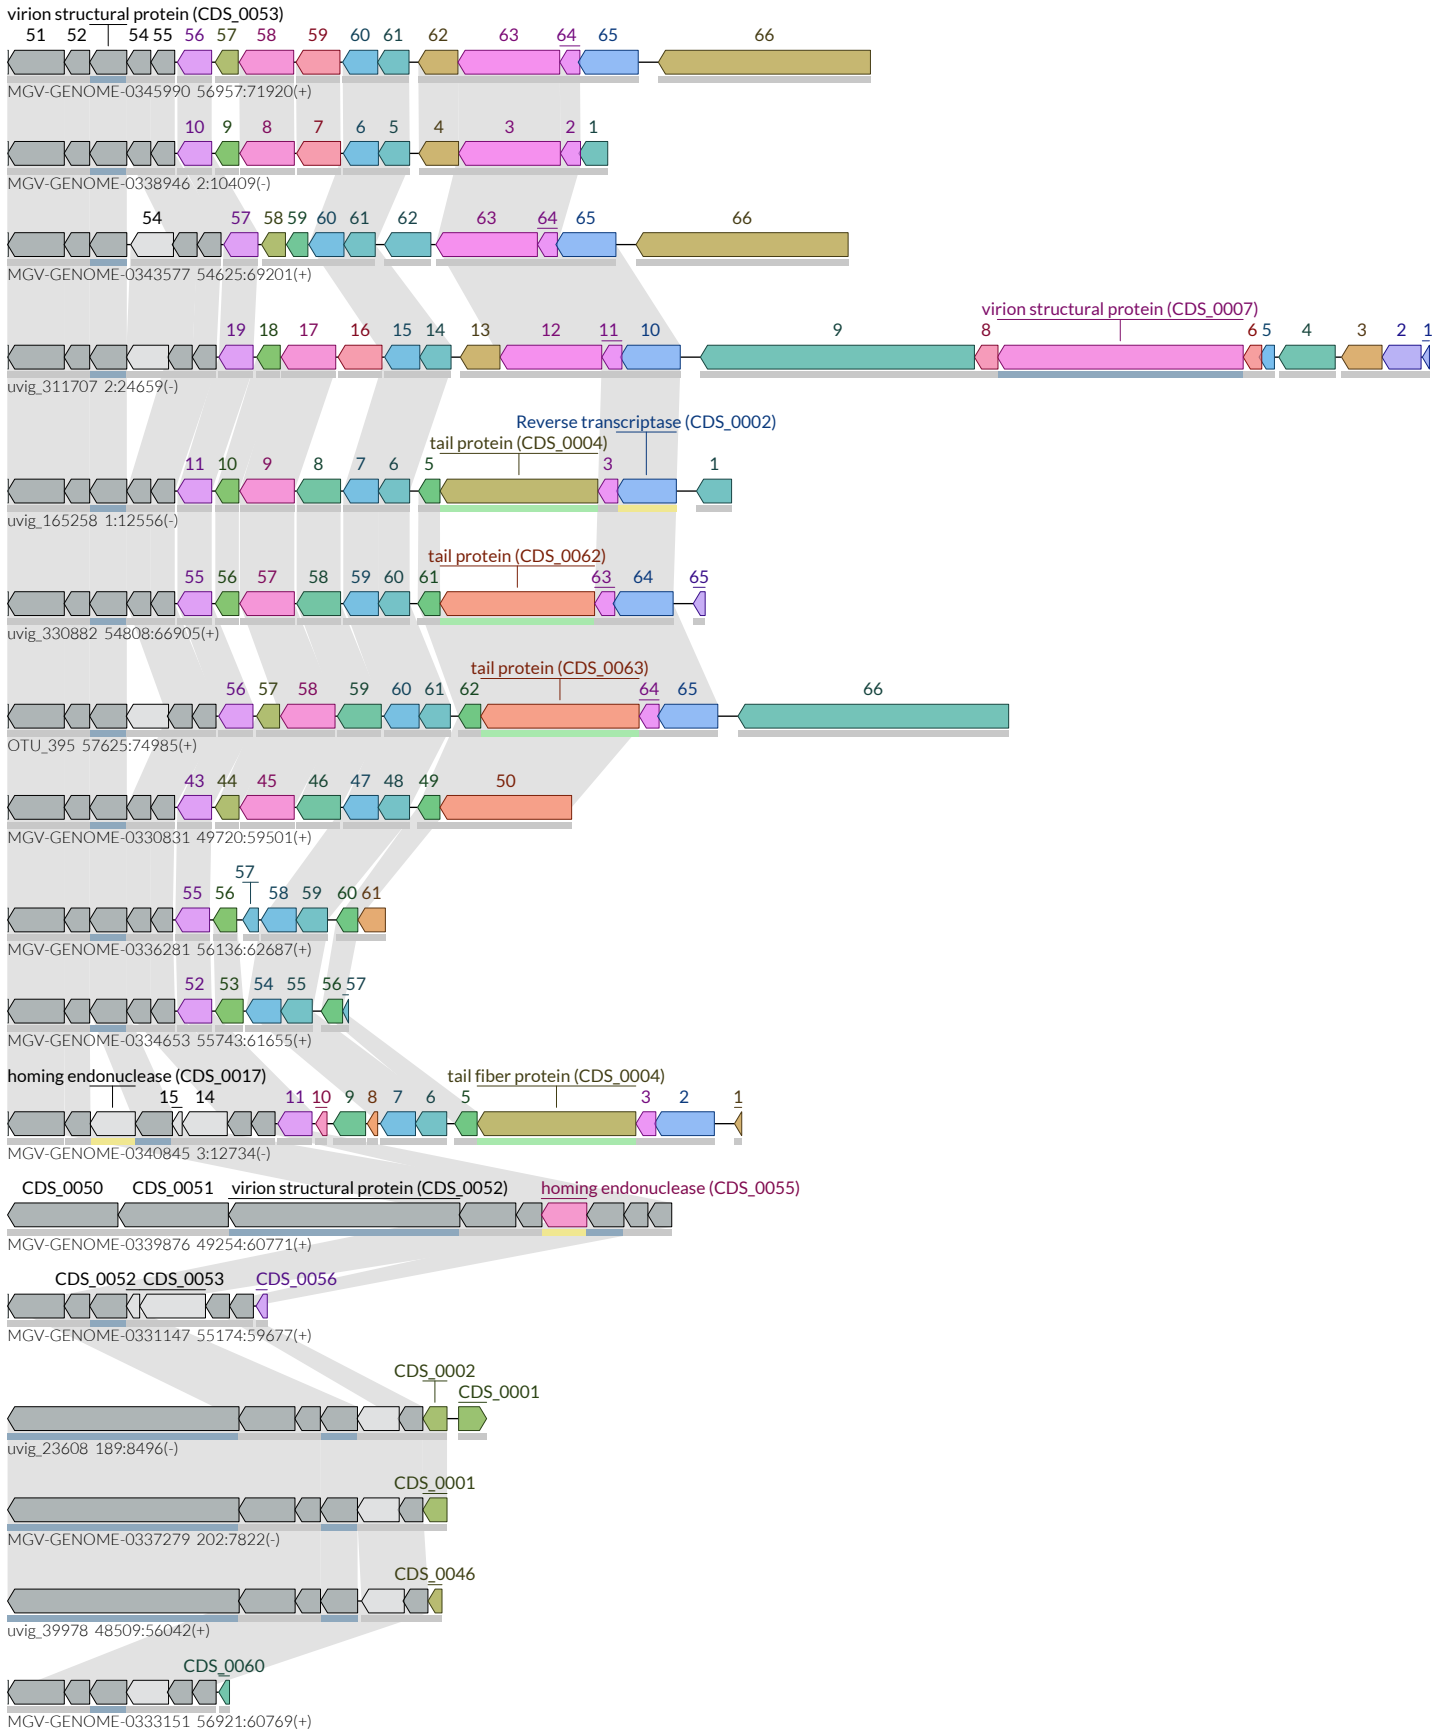 virion structural protein (CDS_0053)
51 52 54 55 56 57 58 59 60 61 62 63 64 65 66
MGV-GENOME-0345990 56957:71920(+)
10 9 8 7 6 5 4 3 2 1
MGV-GENOME-0338946 2:10409(-)
54 57 58 59 60 61 62 63 64 65 66
MGV-GENOME-0343577 54625:69201(+)
virion structural protein (CDS_0007)
19 18 17 16 15 14 13 12 11 10 9 8 6 5 4 3 2 1
uvig_311707 2:24659(-)
Reverse transcriptase (CDS_0002)
tail protein (CDS_0004)
11 10 9 8 7 6 5 3 1
uvig_165258 1:12556(-)
tail protein (CDS_0062)
55 56 57 58 59 60 61 63 64 65
uvig_330882 54808:66905(+)
tail protein (CDS_0063)
56 57 58 59 60 61 62 64 65 66
OTU_395 57625:74985(+)
43 44 45 46 47 48 49 50
MGV-GENOME-0330831 49720:59501(+)
57
55 56 58 59 60 61
MGV-GENOME-0336281 56136:62687(+)
52 53 54 55 56 57
MGV-GENOME-0334653 55743:61655(+)
homing endonuclease (CDS_0017) tail fiber protein (CDS_0004)
15 14 11 10 9 8 7 6 5 3 2 1
MGV-GENOME-0340845 3:12734(-)
CDS_0050 CDS_0051 virion structural protein (CDS_0052) homing endonuclease (CDS_0055)
MGV-GENOME-0339876 49254:60771(+)
CDS_0052 CDS_0053 CDS_0056
MGV-GENOME-0331147 55174:59677(+)
CDS_0002
CDS_0001
uvig_23608 189:8496(-)
CDS_0001
MGV-GENOME-0337279 202:7822(-)
CDS_0046
uvig_39978 48509:56042(+)
CDS_0060
MGV-GENOME-0333151 56921:60769(+)